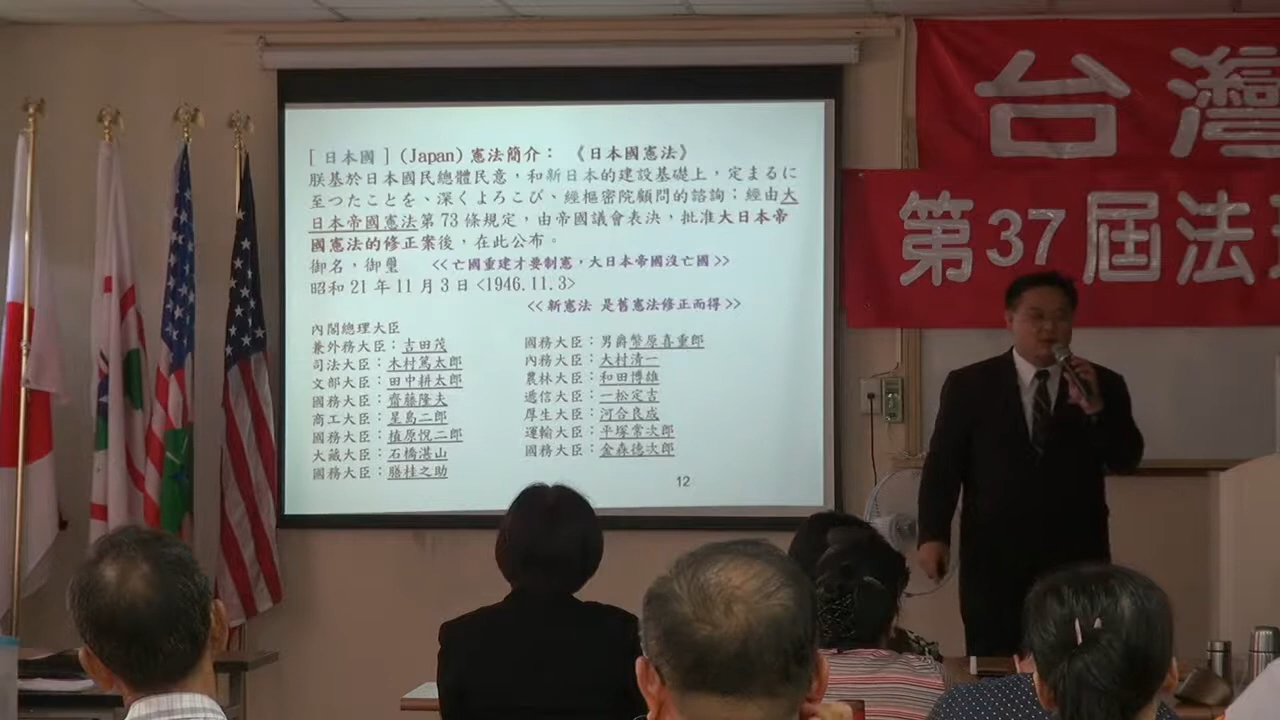 [日本國] (Japan) 憲法簡介： 《日本國憲法》
朕基於日本國民總體民意，和新日本的建設基礎上，定まるに
至つたことを、深くよろこび、經樞密院顧問的諮詢；經由大
日本帝國憲法第 73 條規定，由帝國議會表決，批准大日本帝
國憲法的修正案後，在此公布。
御名，御璽 <<亡國重建才要制憲，大日本帝國沒亡國>>
昭和 21 年 11 月 3 日 <1946.11.3>
<<新憲法 是舊憲法修正而得>>
內閣總理大臣
兼外務大臣：吉田茂
司法大臣：木村篤太郎
文部大臣：田中耕太郎
國務大臣：齋藤隆夫
商工大臣：星島二郎
國務大臣：植原悅二郎
大藏大臣：石橋湛山
國務大臣：膳桂之助
國務大臣：男爵幣原喜重郎
內務大臣：大村清一
農林大臣：和田博雄
遞信大臣：一松定吉
厚生大臣：河合良成
運輸大臣：平塚常次郎
國務大臣：金森德次郎
12
台灣
第37屆法